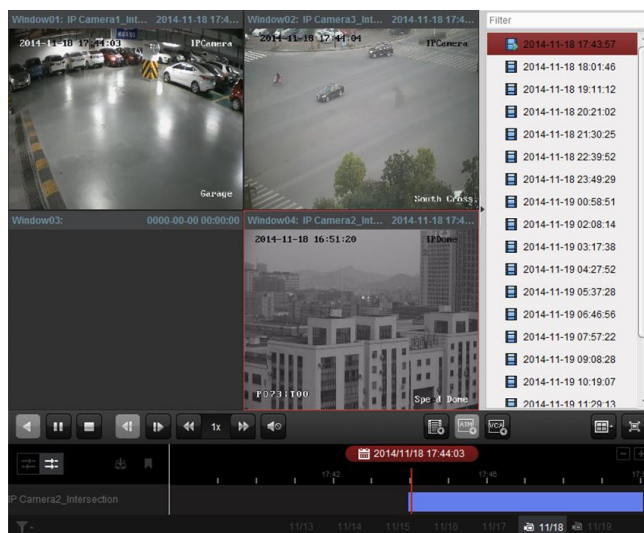 Window01: IP Camera1_Int... 2014-11-18 17:4...
2014-11-18 17:44:03 IPCamera
Garage
Window02: IP Camera3_Int... 2014-11-18 17:4...
2014-11-18 17:44:04 IPCamera
South Cross
Window03: 0000-00-00 00:00:00
Window04: IP Camera2_Int... 2014-11-18 17:4...
2014-11-18 16:51:20 IPDome
P073:T00 Speed Dome
Filter
2014-11-18 17:43:57
2014-11-18 18:01:46
2014-11-18 19:11:12
2014-11-18 20:21:02
2014-11-18 21:30:25
2014-11-18 22:39:52
2014-11-18 23:49:29
2014-11-19 00:58:51
2014-11-19 02:08:14
2014-11-19 03:17:38
2014-11-19 04:27:52
2014-11-19 05:37:28
2014-11-19 06:46:56
2014-11-19 07:57:22
2014-11-19 09:08:28
2014-11-19 10:19:07
2014-11-19 11:29:13
1x
ATM
VCA
2014/11/18 17:44:03
17:42
IP Camera2_Intersection
11/13 11/14 11/15 11/16 11/17 11/18 11/19